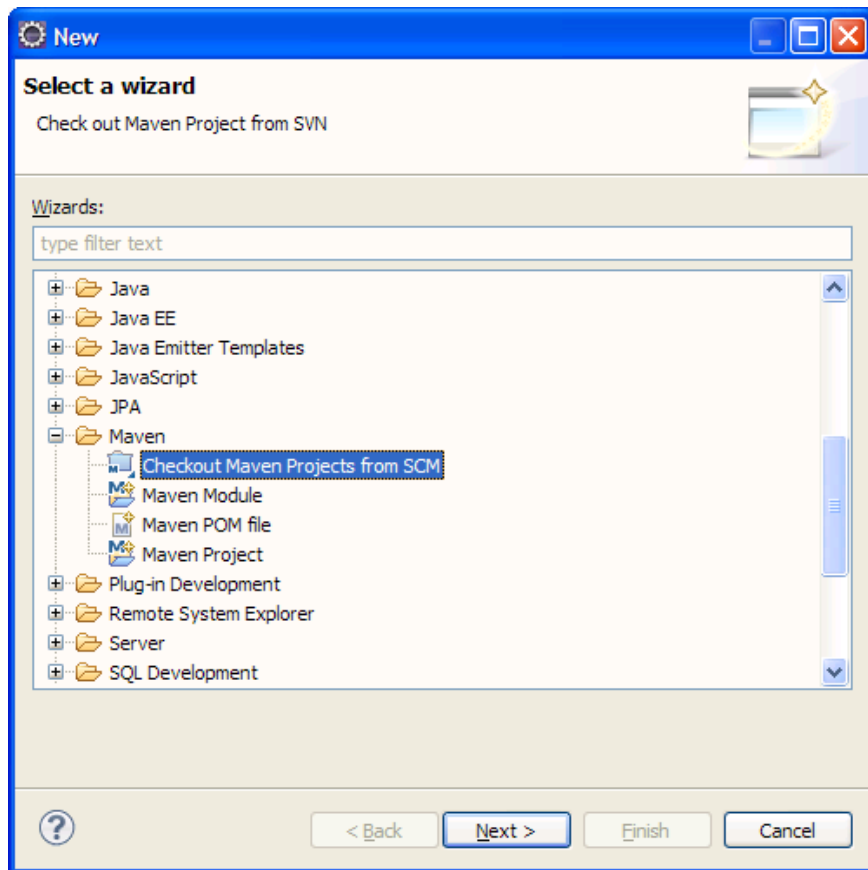 New
Select a wizard
Check out Maven Project from SVN
Wizards:
type filter text
Java
Java EE
Java Emitter Templates
JavaScript
JPA
Maven
Checkout Maven Projects from SCM
Maven Module
Maven POM file
Maven Project
Plug-in Development
Remote System Explorer
Server
SQL Development
< Back Next > Finish Cancel